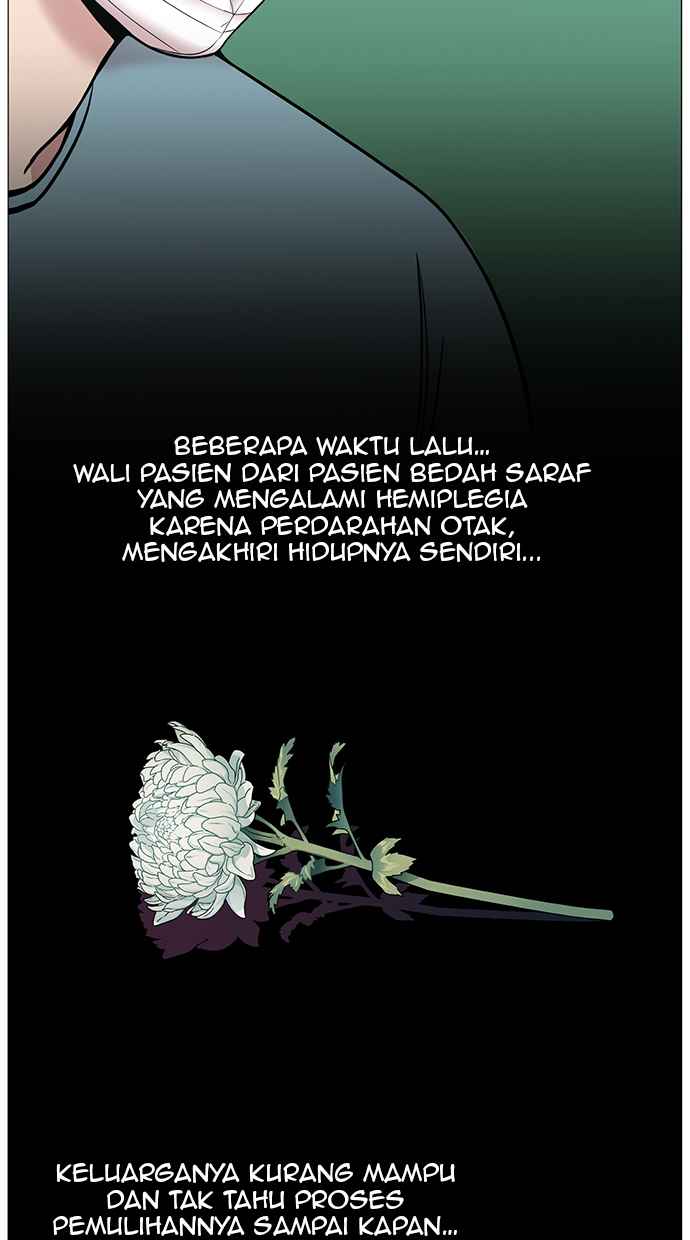 BEBERAPA WAKTU LALU...
WALI PASIEN DARI PASIEN BEDAH SARAF
YANG MENGALAMI HEMIPLEGIA
KARENA PERDARAHAN OTAK,
MENGAKHIRI HIDUPNYA SENDIRI...
KELUARGANYA KURANG MAMPU
DAN TAK TAHU PROSES
PEMULIHANNYA SAMPAI KAPAN...